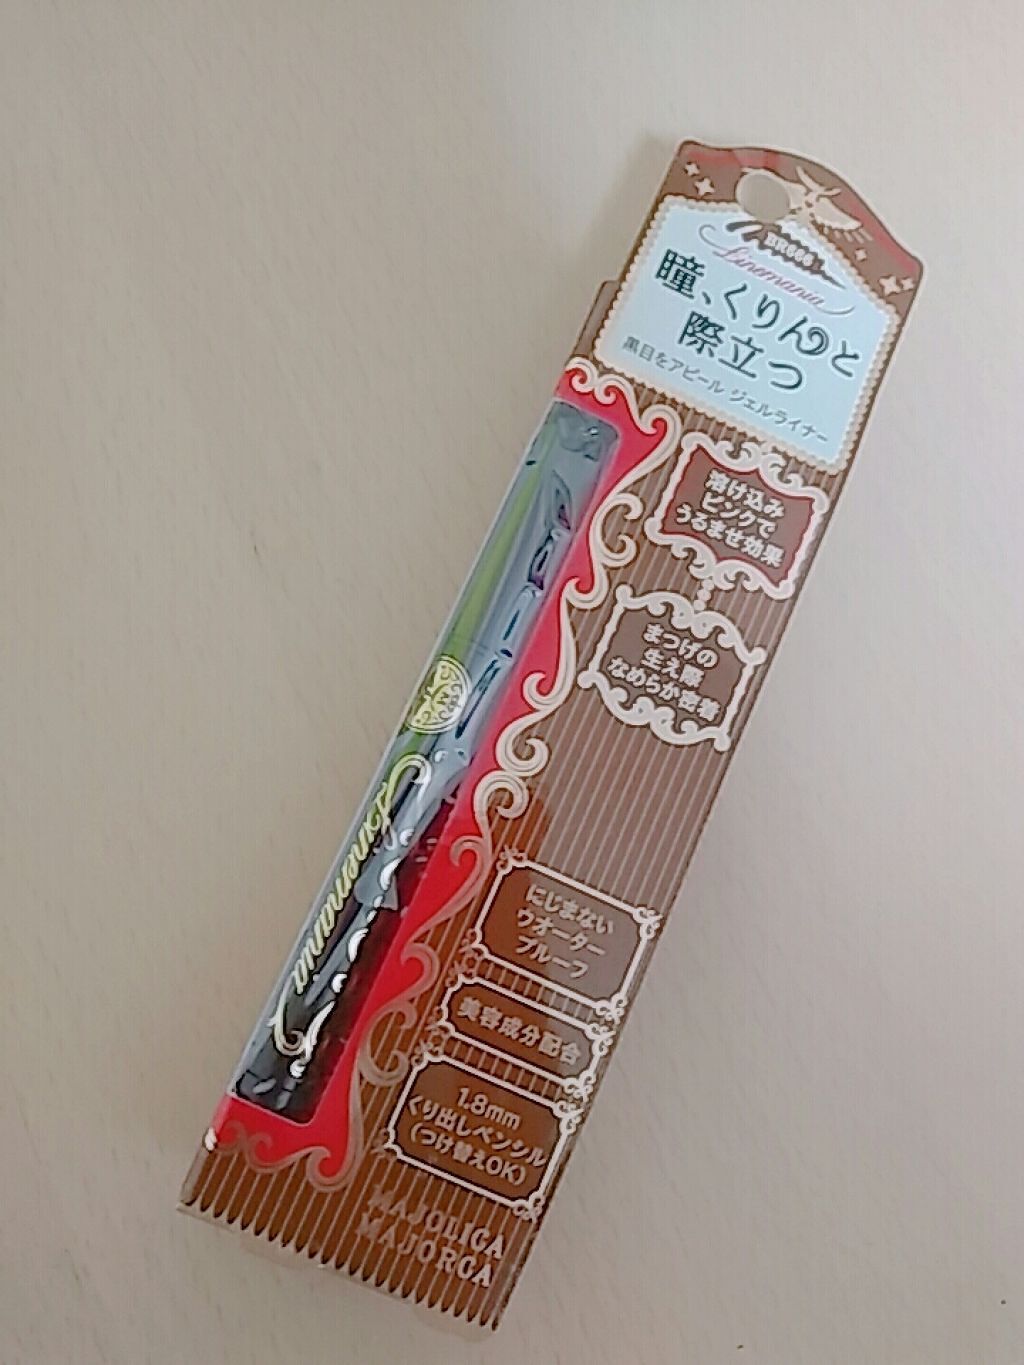 BR666
Linemania
瞳、くりんと
際立つ
黒目をアピール ジェルライナー
溶け込み
ピンクで
うるませ効果
まつげの
生え際
なめらか密着
Linemania
にじまない
ウオーター
プルーフ
美容成分配合
1.8mm
くり出しペンシル
(つけ替えOK)
MAJOLICA
MAJORCA